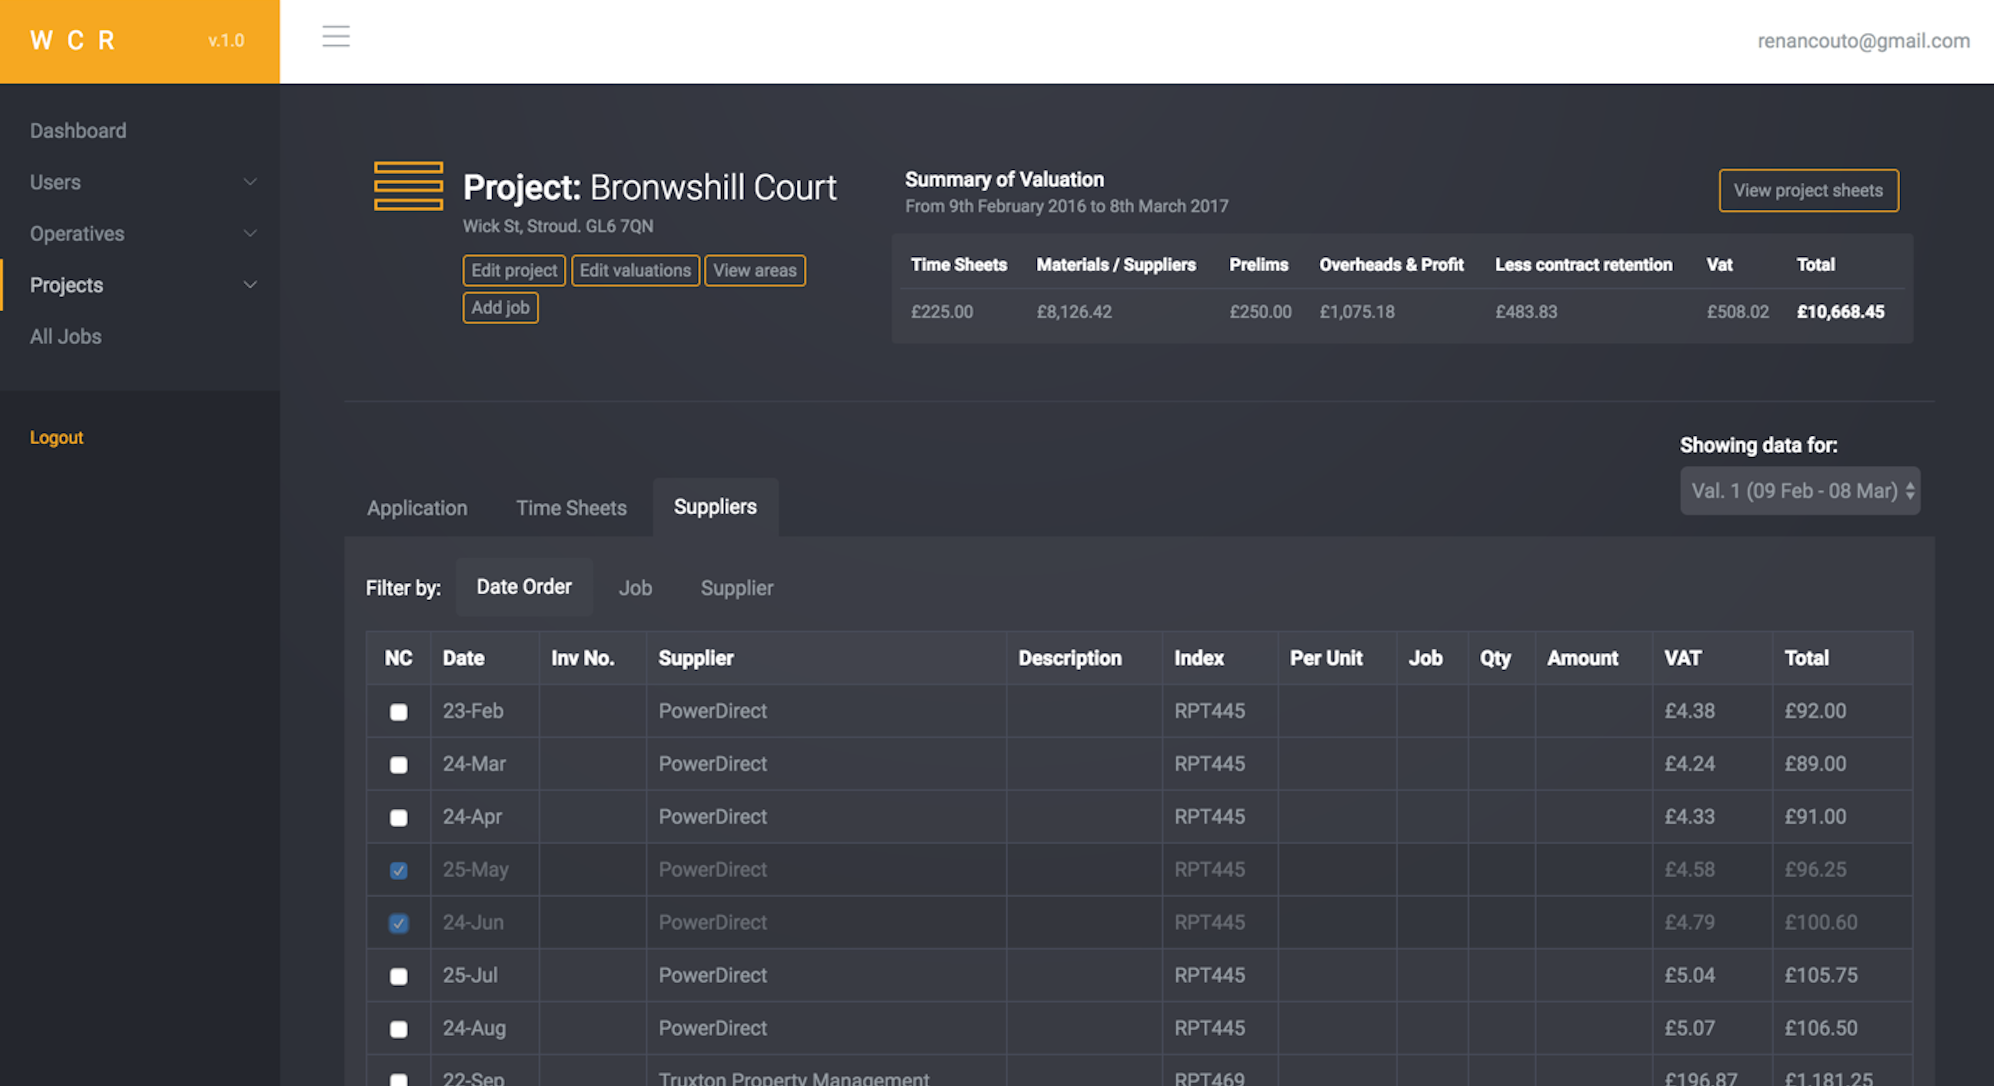 W C R v.1.0
renancouto@gmail.com
Dashboard
Users
Operatives
Projects
All Jobs
Logout
Project: Bronwshill Court
Wick St, Stroud. GL6 7QN
Edit project Edit valuations View areas
Add job
Summary of Valuation
From 9th February 2016 to 8th March 2017
View project sheets
Time Sheets Materials / Suppliers Prelims Overheads & Profit Less contract retention Vat Total
£225.00 £8,126.42 £250.00 £1,075.18 £483.83 £508.02 £10,668.45
Showing data for:
Val. 1 (09 Feb - 08 Mar)
Application Time Sheets Suppliers
Filter by: Date Order Job Supplier
NC Date Inv No. Supplier Description Index Per Unit Job Qty Amount VAT Total
23-Feb PowerDirect RPT445 £4.38 £92.00
24-Mar PowerDirect RPT445 £4.24 £89.00
24-Apr PowerDirect RPT445 £4.33 £91.00
25-May PowerDirect RPT445 £4.58 £96.25
24-Jun PowerDirect RPT445 £4.79 £100.60
25-Jul PowerDirect RPT445 £5.04 £105.75
24-Aug PowerDirect RPT445 £5.07 £106.50
22-Sep Truxton Property Management RPT469 £196.87 £1,181.25